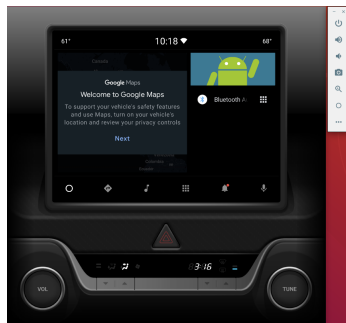 61°
10:18
68°
Google Maps
Welcome to Google Maps
To support your vehicle's safety features
and use Maps, turn on your vehicle's
location and review your privacy controls
Next
Bluetooth Au
3:16
VOL
TUNE